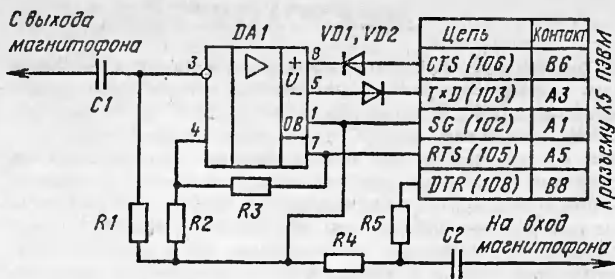 С выхода
магнитофона
DA1
VD1, VD2
Цепь
Контакт
3
8
+
U
−
CTS (106)
B6
C1
5
TxD (103)
A3
4
1
0B
SG (102)
A1
7
RTS (105)
A5
R3
DTR (108)
B8
К разъему X5 ПЭВМ
R1
R2
R5
R4
C2
На вход
магнитофона